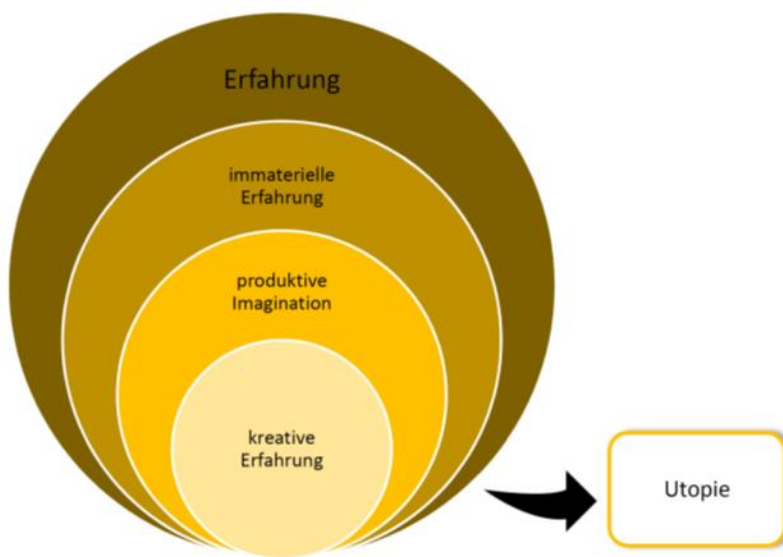 Erfahrung
immaterielle
Erfahrung
produktive
Imagination
kreative
Erfahrung
Utopie